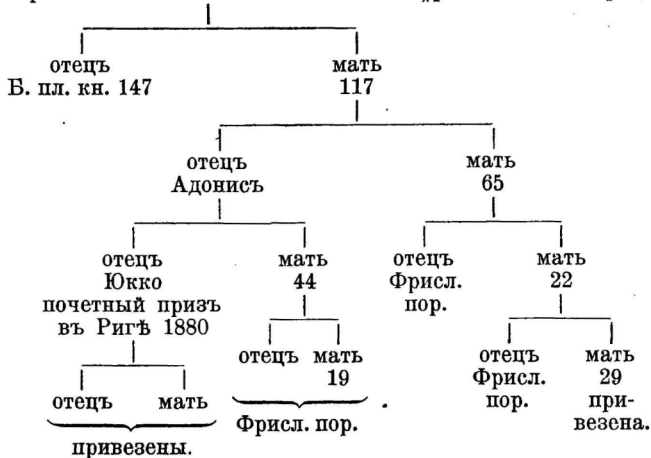 отецъ мать
Б. пл. кн. 147 117
отецъ мать
Адонисъ 65
отецъ мать отецъ мать
Юкко 44 Фрисл. 22
почетный призъ пор.
въ Ригѣ 1880
отецъ мать отецъ мать
19 Фрисл. 29
отецъ мать пор. при-
Фрисл. пор. везена.
привезены.